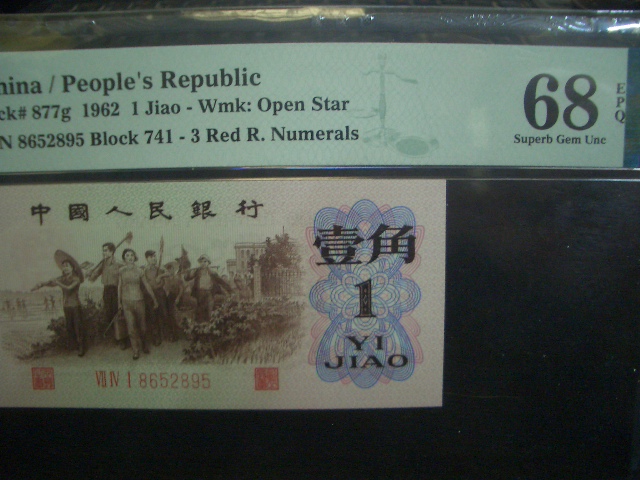 hina / People's Republic
ck# 877g 1962 1 Jiao - Wmk: Open Star
N 8652895 Block 741 - 3 Red R. Numerals
68
EPQ
Superb Gem Unc
中國人民銀行
壹角
1
YI
JIAO
VII IV I 8652895